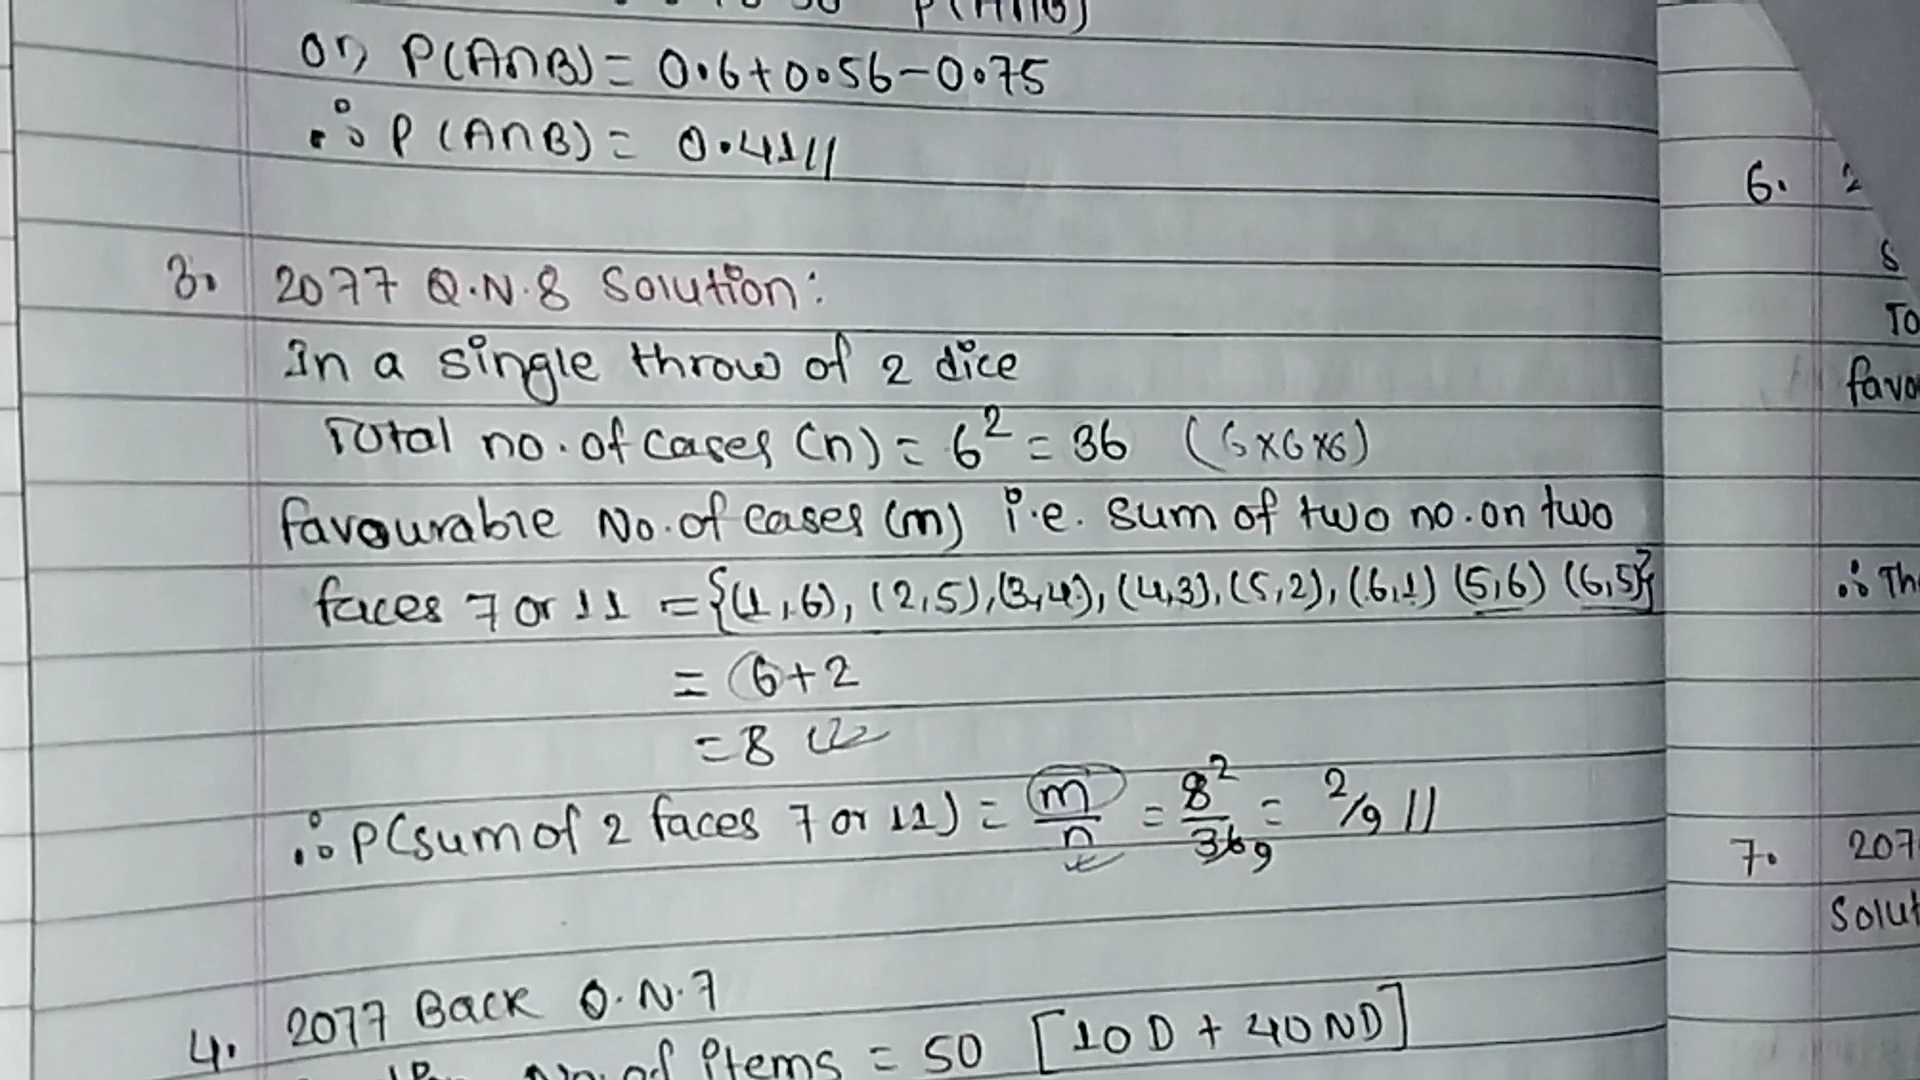 P(A∩B)
or, P(A∩B) = 0.6+0.56-0.75
∴ P(A∩B) = 0.41//
3. 2077 Q.N.8 Solution:
In a single throw of 2 dice
Total no. of cases (n) = 6² = 36 (6×6×6)
favourable No. of cases (m) i.e. sum of two no. on two
faces 7 or 11 = {(1,6), (2,5), (3,4), (4,3), (5,2), (6,1) (5,6) (6,5)}
= 6+2
= 8
∴ P(sum of 2 faces 7 or 11) = m/n = 8²/36 9 = 2/9 //
4. 2077 Back Q.N.7
No. of items = 50 [10D + 40ND]
6.
S
To
favo
∴ Th
7. 207
Solut